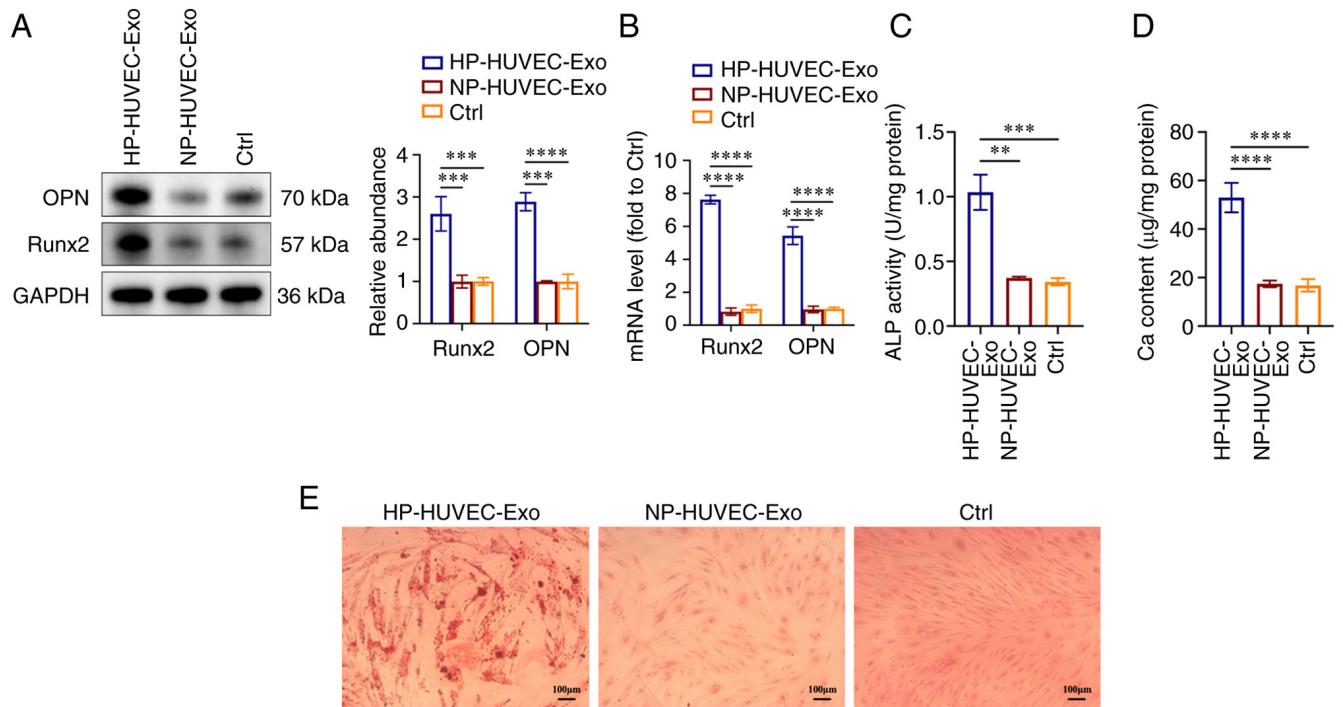 A
HP-HUVEC-Exo
NP-HUVEC-Exo
Ctrl
OPN
70 kDa
Runx2
57 kDa
GAPDH
36 kDa
HP-HUVEC-Exo
NP-HUVEC-Exo
Ctrl
Relative abundance
4
3
2
1
0
***
***
****
***
Runx2
OPN
B
HP-HUVEC-Exo
NP-HUVEC-Exo
Ctrl
mRNA level (fold to Ctrl)
10
8
6
4
2
0
****
****
****
****
Runx2
OPN
C
ALP activity (U/mg protein)
1.5
1.0
0.5
0.0
***
**
HP-HUVEC-
Exo
NP-HUVEC-
Exo
Ctrl
D
Ca content (µg/mg protein)
80
60
40
20
0
****
****
HP-HUVEC-
Exo
NP-HUVEC-
Exo
Ctrl
E
HP-HUVEC-Exo
NP-HUVEC-Exo
Ctrl
100µm
100µm
100µm